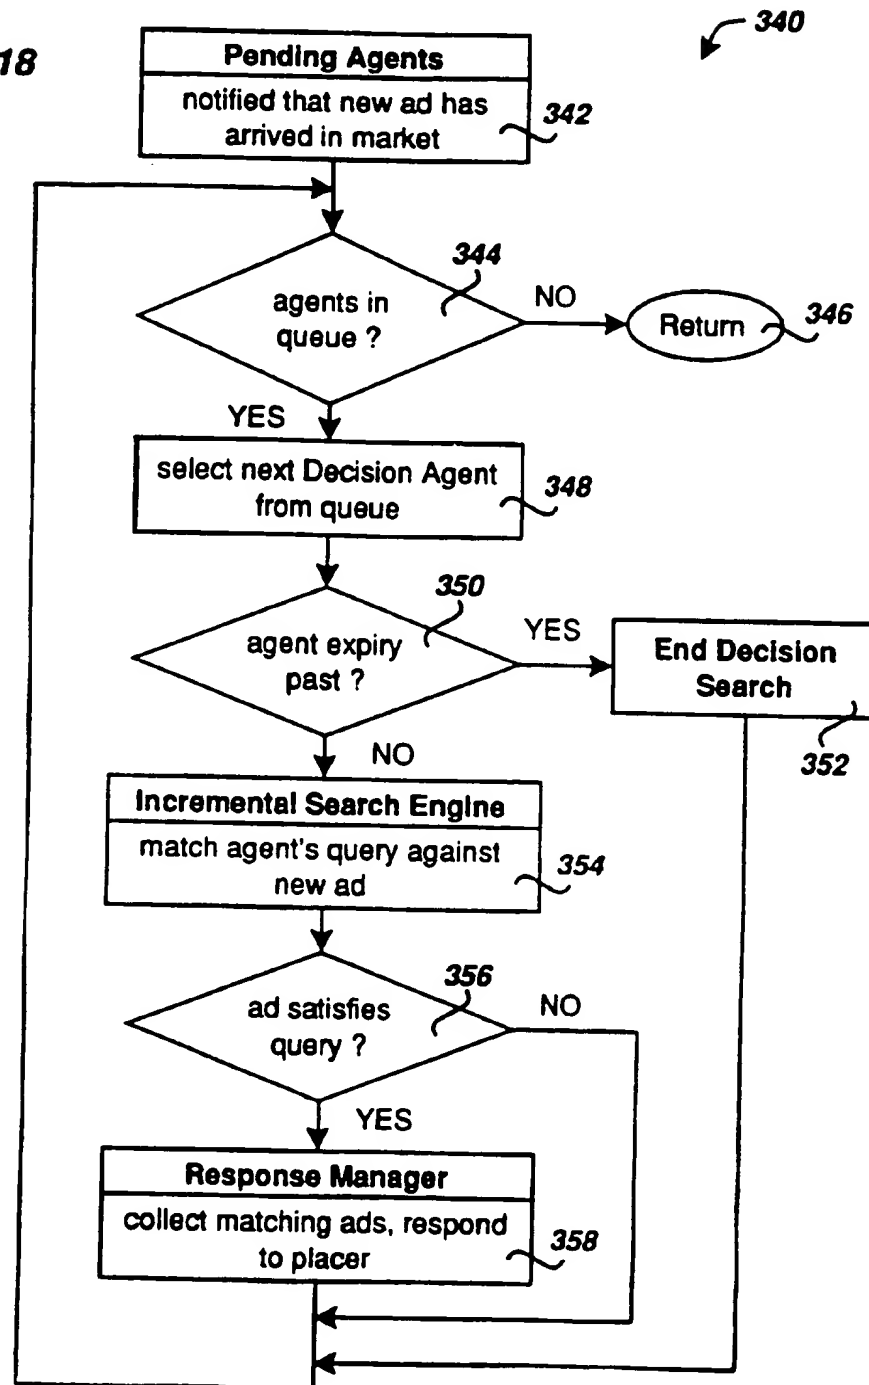 18
340
Pending Agents
notified that new ad has
arrived in market
342
344
agents in
queue ?
NO
Return
346
YES
select next Decision Agent
from queue
348
350
agent expiry
past ?
YES
End Decision
Search
352
NO
Incremental Search Engine
match agent's query against
new ad
354
356
ad satisfies
query ?
NO
YES
Response Manager
collect matching ads, respond
to placer
358